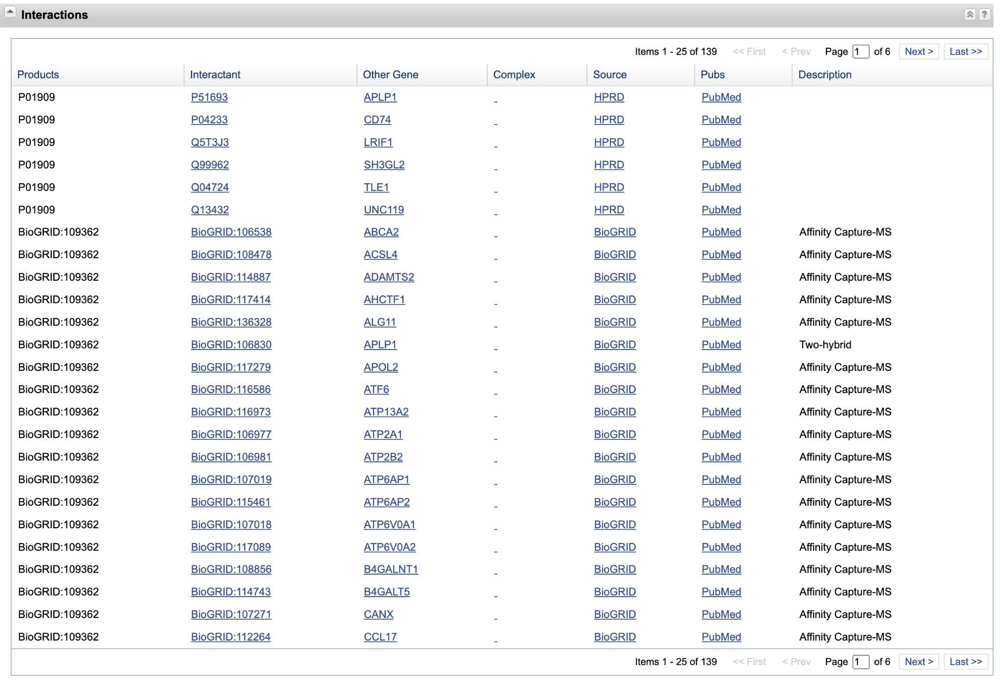 Interactions
Items 1 - 25 of 139 << First < Prev Page 1 of 6 Next > Last >>
Products Interactant Other Gene Complex Source Pubs Description
P01909 P51693 APLP1 - HPRD PubMed
P01909 P04233 CD74 - HPRD PubMed
P01909 Q5T3J3 LRIF1 - HPRD PubMed
P01909 Q99962 SH3GL2 - HPRD PubMed
P01909 Q04724 TLE1 - HPRD PubMed
P01909 Q13432 UNC119 - HPRD PubMed
BioGRID:109362 BioGRID:106538 ABCA2 - BioGRID PubMed Affinity Capture-MS
BioGRID:109362 BioGRID:108478 ACSL4 - BioGRID PubMed Affinity Capture-MS
BioGRID:109362 BioGRID:114887 ADAMTS2 - BioGRID PubMed Affinity Capture-MS
BioGRID:109362 BioGRID:117414 AHCTF1 - BioGRID PubMed Affinity Capture-MS
BioGRID:109362 BioGRID:136328 ALG11 - BioGRID PubMed Affinity Capture-MS
BioGRID:109362 BioGRID:106830 APLP1 - BioGRID PubMed Two-hybrid
BioGRID:109362 BioGRID:117279 APOL2 - BioGRID PubMed Affinity Capture-MS
BioGRID:109362 BioGRID:116586 ATF6 - BioGRID PubMed Affinity Capture-MS
BioGRID:109362 BioGRID:116973 ATP13A2 - BioGRID PubMed Affinity Capture-MS
BioGRID:109362 BioGRID:106977 ATP2A1 - BioGRID PubMed Affinity Capture-MS
BioGRID:109362 BioGRID:106981 ATP2B2 - BioGRID PubMed Affinity Capture-MS
BioGRID:109362 BioGRID:107019 ATP6AP1 - BioGRID PubMed Affinity Capture-MS
BioGRID:109362 BioGRID:115461 ATP6AP2 - BioGRID PubMed Affinity Capture-MS
BioGRID:109362 BioGRID:107018 ATP6V0A1 - BioGRID PubMed Affinity Capture-MS
BioGRID:109362 BioGRID:117089 ATP6V0A2 - BioGRID PubMed Affinity Capture-MS
BioGRID:109362 BioGRID:108856 B4GALNT1 - BioGRID PubMed Affinity Capture-MS
BioGRID:109362 BioGRID:114743 B4GALT5 - BioGRID PubMed Affinity Capture-MS
BioGRID:109362 BioGRID:107271 CANX - BioGRID PubMed Affinity Capture-MS
BioGRID:109362 BioGRID:112264 CCL17 - BioGRID PubMed Affinity Capture-MS
Items 1 - 25 of 139 << First < Prev Page 1 of 6 Next > Last >>